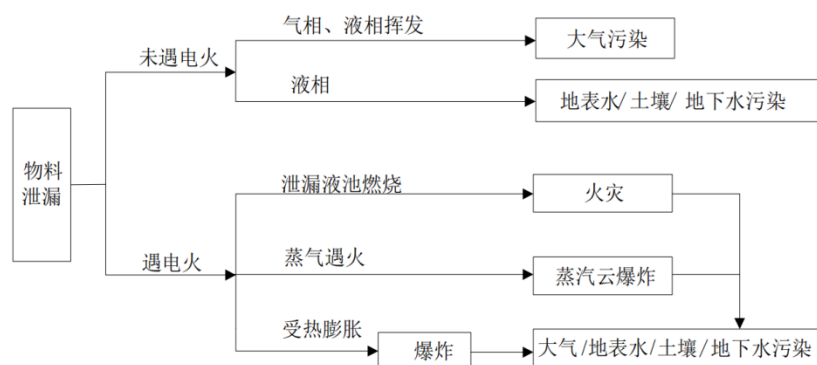 气相、液相挥发
大气污染
未遇电火
液相
地表水/土壤/ 地下水污染
物料
泄漏
泄漏液池燃烧
火灾
遇电火
蒸气遇火
蒸汽云爆炸
受热膨胀
爆炸
大气/地表水/土壤/地下水污染